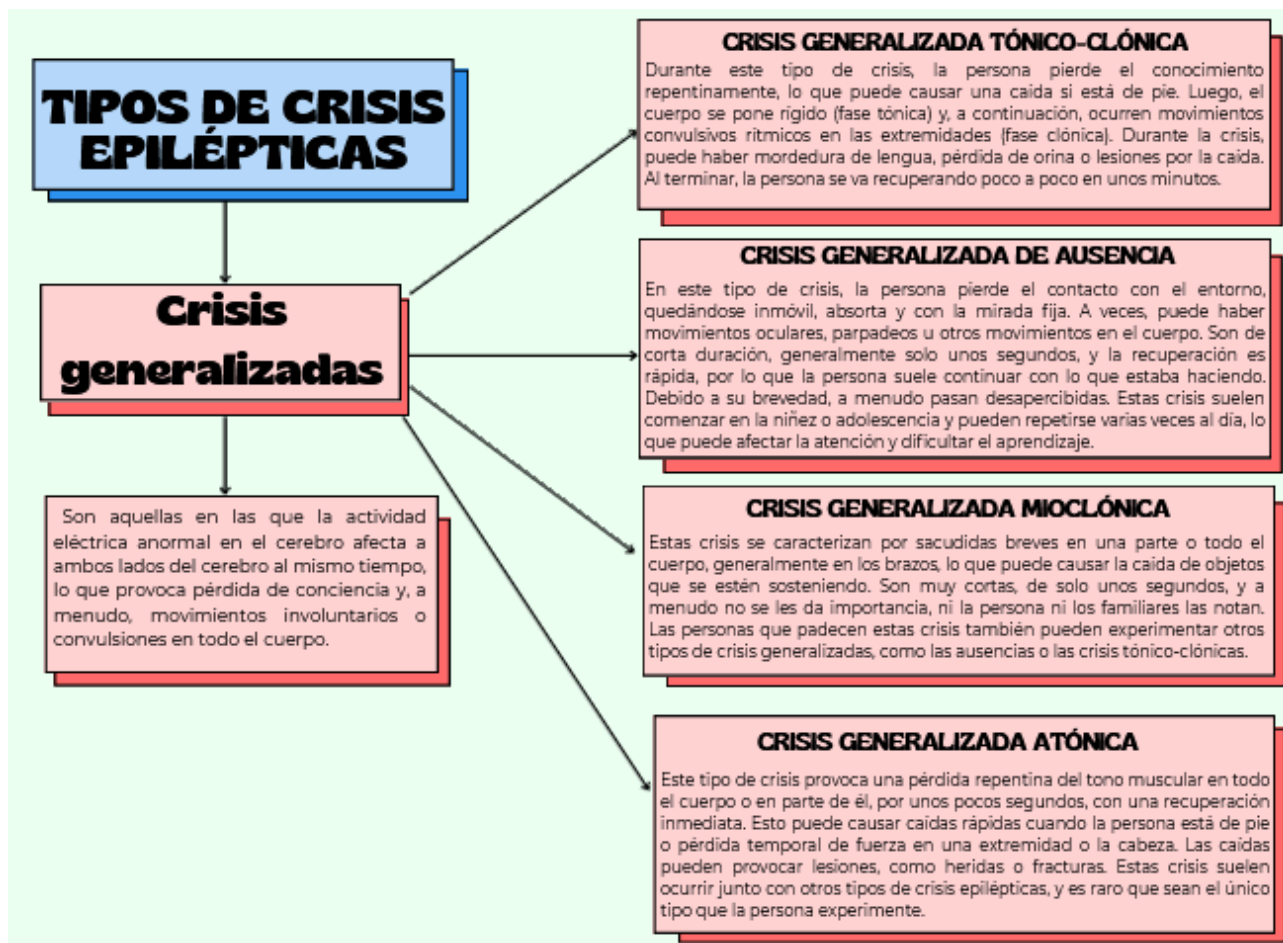 TIPOS DE CRISIS
EPILÉPTICAS
Crisis
generalizadas
Son aquellas en las que la actividad
eléctrica anormal en el cerebro afecta a
ambos lados del cerebro al mismo tiempo,
lo que provoca pérdida de conciencia y, a
menudo, movimientos involuntarios o
convulsiones en todo el cuerpo.
CRISIS GENERALIZADA TÓNICO-CLÓNICA
Durante este tipo de crisis, la persona pierde el conocimiento
repentinamente, lo que puede causar una caída si está de pie. Luego, el
cuerpo se pone rígido (fase tónica) y, a continuación, ocurren movimientos
convulsivos rítmicos en las extremidades (fase clónica). Durante la crisis,
puede haber mordedura de lengua, pérdida de orina o lesiones por la caída.
Al terminar, la persona se va recuperando poco a poco en unos minutos.
CRISIS GENERALIZADA DE AUSENCIA
En este tipo de crisis, la persona pierde el contacto con el entorno,
quedándose inmóvil, absorta y con la mirada fija. A veces, puede haber
movimientos oculares, parpadeos u otros movimientos en el cuerpo. Son de
corta duración, generalmente solo unos segundos, y la recuperación es
rápida, por lo que la persona suele continuar con lo que estaba haciendo.
Debido a su brevedad, a menudo pasan desapercibidas. Estas crisis suelen
comenzar en la niñez o adolescencia y pueden repetirse varias veces al día, lo
que puede afectar la atención y dificultar el aprendizaje.
CRISIS GENERALIZADA MIOCLÓNICA
Estas crisis se caracterizan por sacudidas breves en una parte o todo el
cuerpo, generalmente en los brazos, lo que puede causar la caída de objetos
que se estén sosteniendo. Son muy cortas, de solo unos segundos, y a
menudo no se les da importancia, ni la persona ni los familiares las notan.
Las personas que padecen estas crisis también pueden experimentar otros
tipos de crisis generalizadas, como las ausencias o las crisis tónico-clónicas.
CRISIS GENERALIZADA ATÓNICA
Este tipo de crisis provoca una pérdida repentina del tono muscular en todo
el cuerpo o en parte de él, por unos pocos segundos, con una recuperación
inmediata. Esto puede causar caídas rápidas cuando la persona está de pie
o pérdida temporal de fuerza en una extremidad o la cabeza. Las caídas
pueden provocar lesiones, como heridas o fracturas. Estas crisis suelen
ocurrir junto con otros tipos de crisis epilépticas, y es raro que sean el único
tipo que la persona experimente.